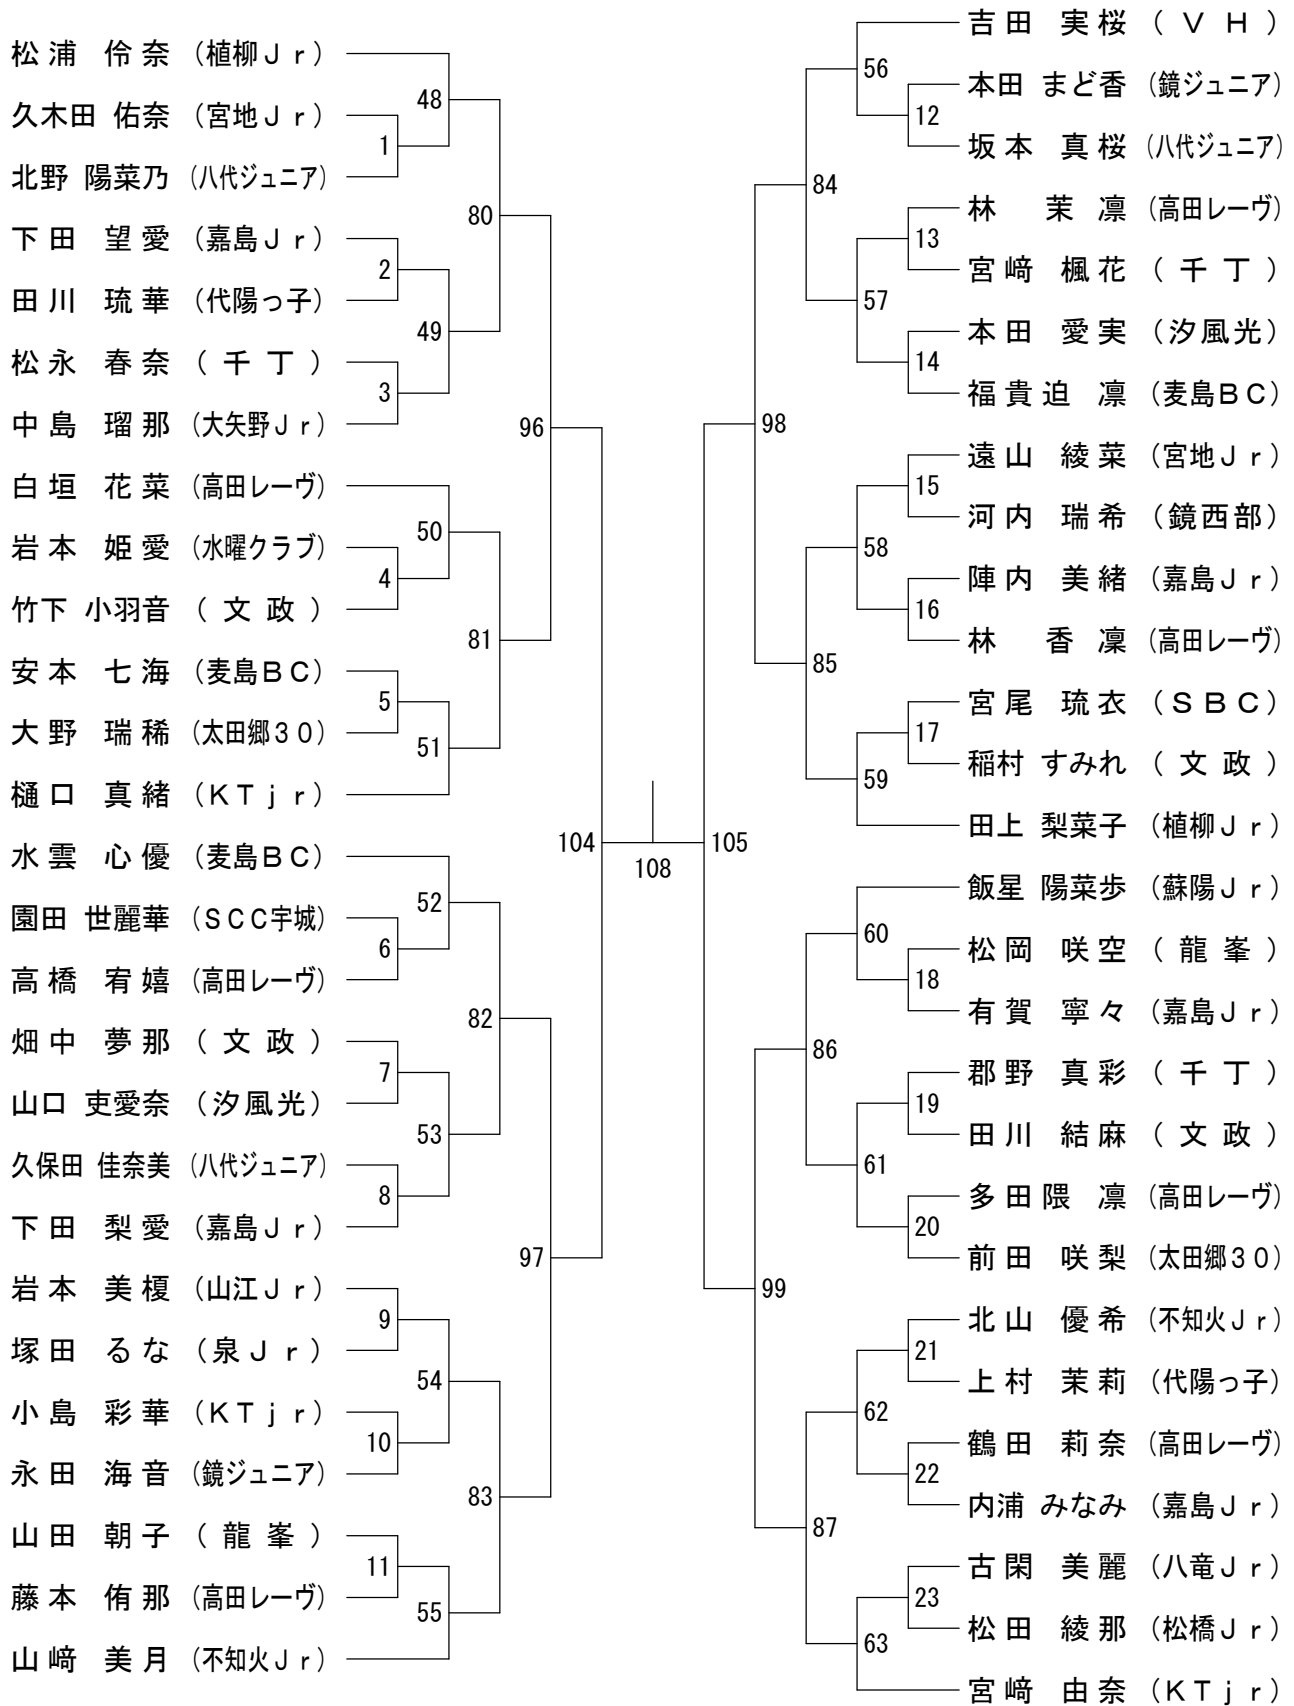 松浦 伶奈 (植柳Jr)
久木田 佑奈 (宮地Jr)
北野 陽菜乃 (八代ジュニア)
下田 望愛 (嘉島Jr)
田川 琉華 (代陽っ子)
松永 春奈 (千丁)
中島 瑠那 (大矢野Jr)
白垣 花菜 (高田レーヴ)
岩本 姫愛 (水曜クラブ)
竹下 小羽音 (文政)
安本 七海 (麦島BC)
大野 瑞稀 (太田郷30)
樋口 真緒 (KTjr)
水雲 心優 (麦島BC)
園田 世麗華 (SCC宇城)
高橋 宥嬉 (高田レーヴ)
畑中 夢那 (文政)
山口 吏愛奈 (汐風光)
久保田 佳奈美 (八代ジュニア)
下田 梨愛 (嘉島Jr)
岩本 美榎 (山江Jr)
塚田 るな (泉Jr)
小島 彩華 (KTjr)
永田 海音 (鏡ジュニア)
山田 朝子 (龍峯)
藤本 侑那 (高田レーヴ)
山﨑 美月 (不知火Jr)
1
2
3
4
5
6
7
8
9
10
11
48
49
50
51
52
53
54
55
80
81
82
83
96
97
104
108
105
98
99
84
85
86
87
56
57
58
59
60
61
62
63
12
13
14
15
16
17
18
19
20
21
22
23
吉田 実桜 (VH)
本田 まど香 (鏡ジュニア)
坂本 真桜 (八代ジュニア)
林 茉凛 (高田レーヴ)
宮﨑 楓花 (千丁)
本田 愛実 (汐風光)
福貴迫 凛 (麦島BC)
遠山 綾菜 (宮地Jr)
河内 瑞希 (鏡西部)
陣内 美緒 (嘉島Jr)
林 香凜 (高田レーヴ)
宮尾 琉衣 (SBC)
稲村 すみれ (文政)
田上 梨菜子 (植柳Jr)
飯星 陽菜歩 (蘇陽Jr)
松岡 咲空 (龍峯)
有賀 寧々 (嘉島Jr)
郡野 真彩 (千丁)
田川 結麻 (文政)
多田隈 凛 (高田レーヴ)
前田 咲梨 (太田郷30)
北山 優希 (不知火Jr)
上村 茉莉 (代陽っ子)
鶴田 莉奈 (高田レーヴ)
内浦 みなみ (嘉島Jr)
古閑 美麗 (八竜Jr)
松田 綾那 (松橋Jr)
宮﨑 由奈 (KTjr)